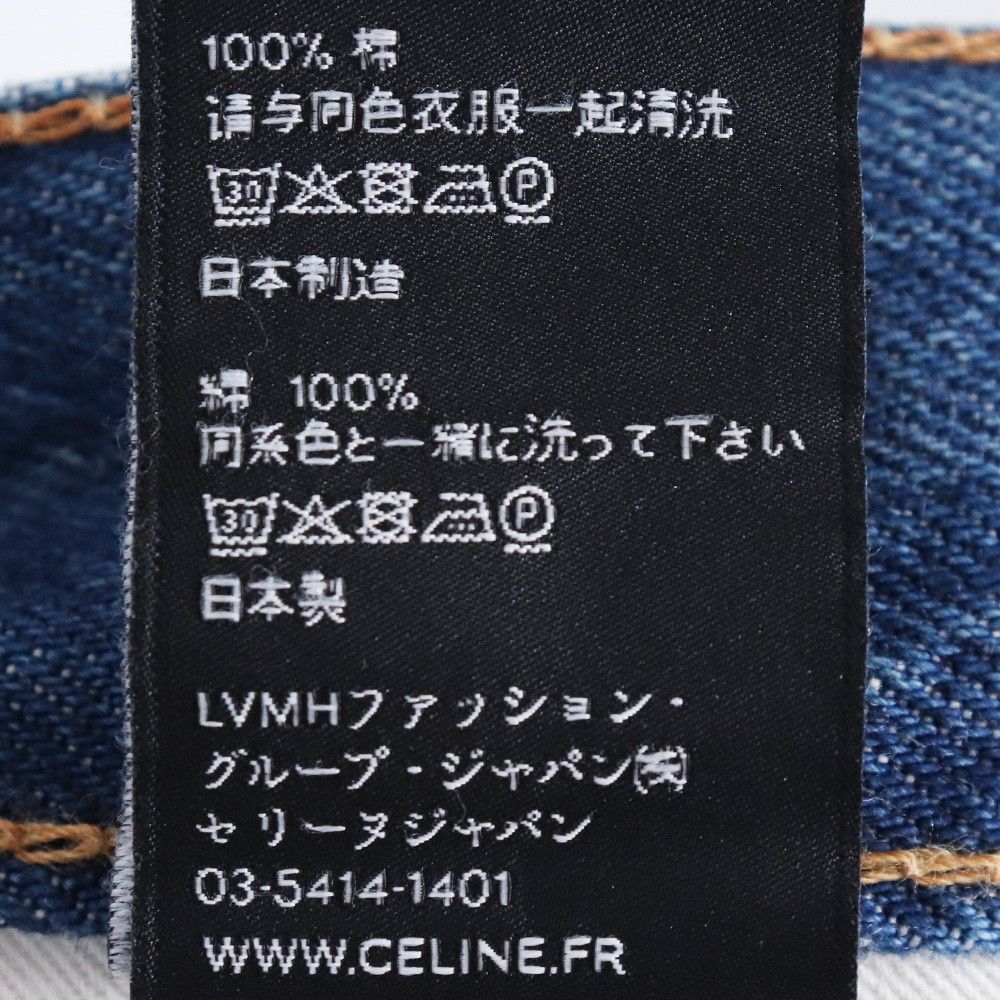 100% 棉
请与同色衣服一起清洗
30 P
日本制造
綿 100%
同系色と一緒に洗って下さい
30 P
日本製
LVMHファッション・
グループ・ジャパン㈱
セリーヌジャパン
03-5414-1401
WWW.CELINE.FR